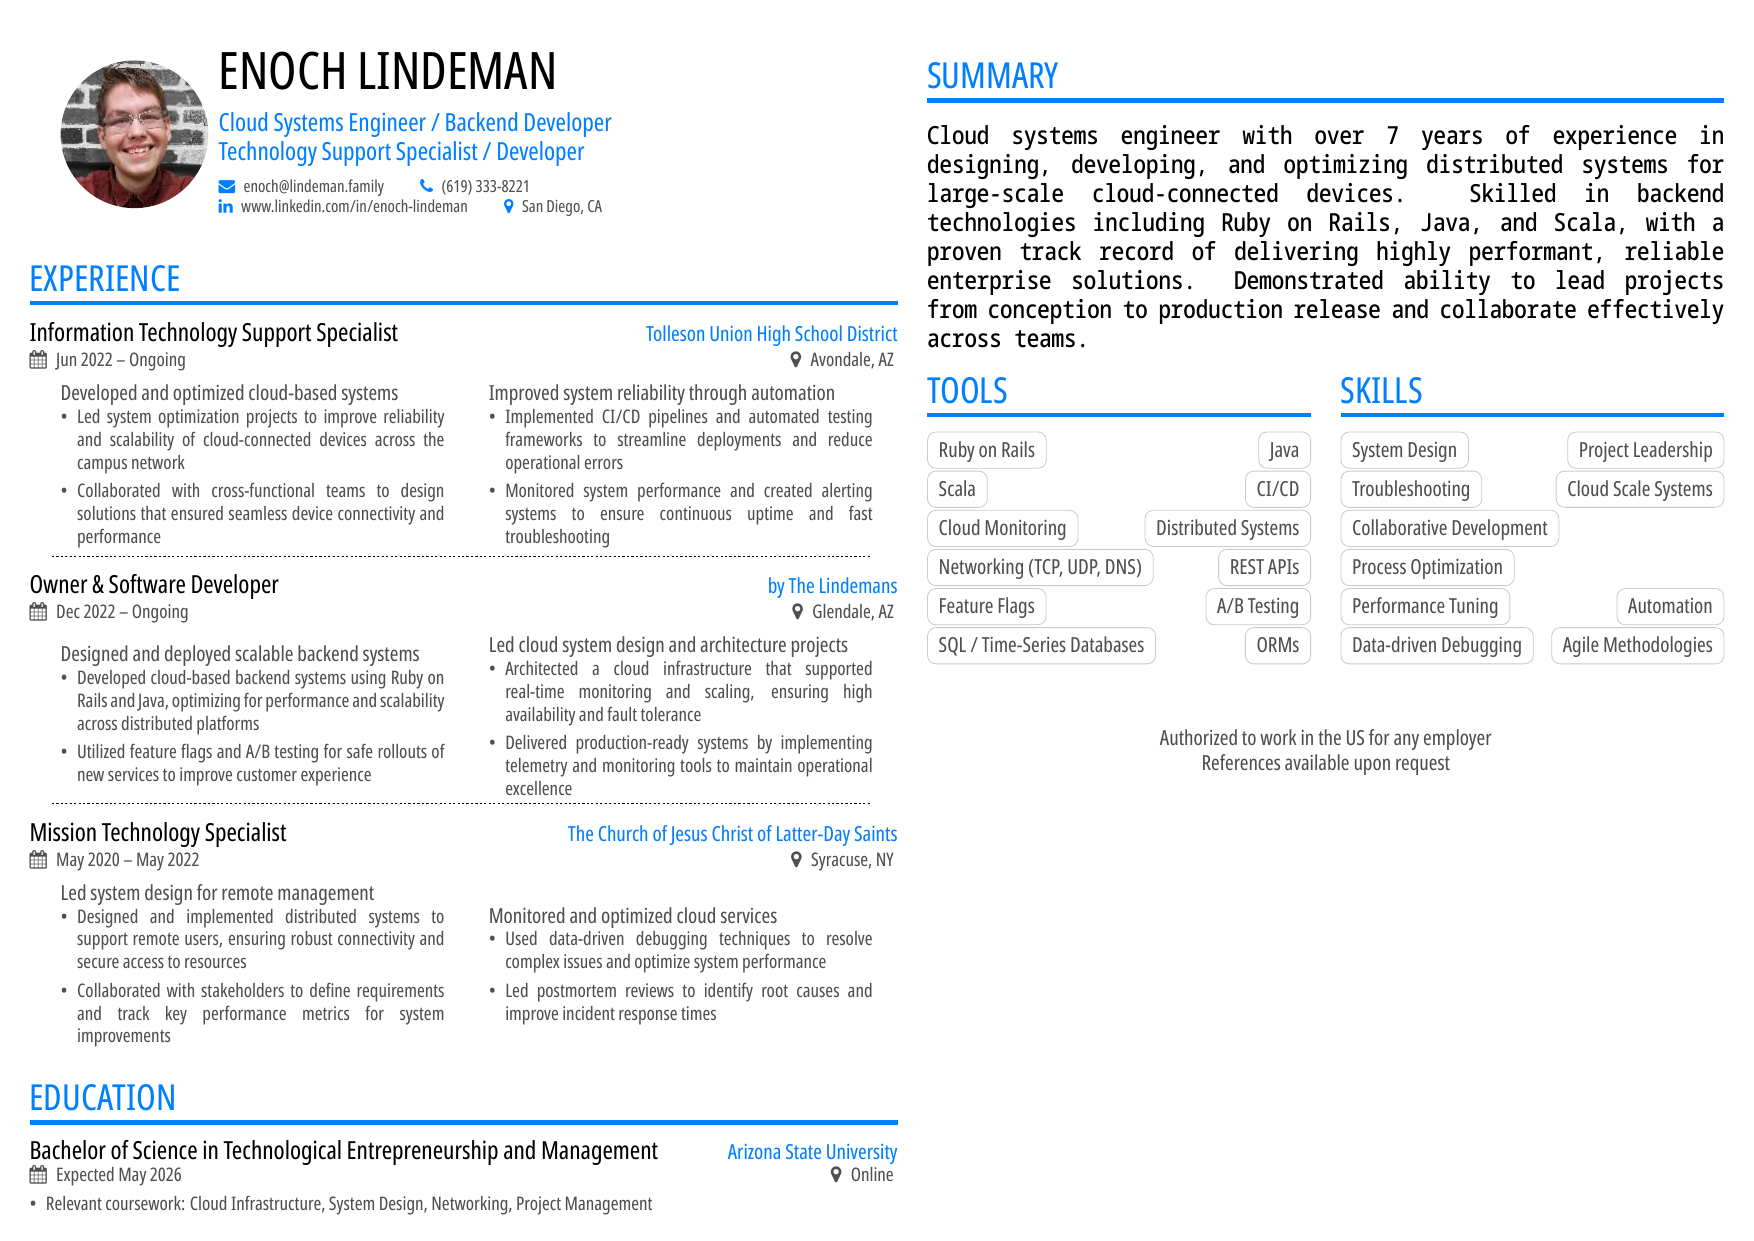 ENOCH LINDEMAN
Cloud Systems Engineer / Backend Developer
Technology Support Specialist / Developer
enoch@lindeman.family (619) 333-8221
www.linkedin.com/in/enoch-lindeman San Diego, CA
EXPERIENCE
Information Technology Support Specialist Tolleson Union High School District
Jun 2022 – Ongoing Avondale, AZ
Developed and optimized cloud-based systems
• Led system optimization projects to improve reliability
and scalability of cloud-connected devices across the
campus network
• Collaborated with cross-functional teams to design
solutions that ensured seamless device connectivity and
performance
Improved system reliability through automation
• Implemented CI/CD pipelines and automated testing
frameworks to streamline deployments and reduce
operational errors
• Monitored system performance and created alerting
systems to ensure continuous uptime and fast
troubleshooting
Owner & Software Developer by The Lindemans
Dec 2022 – Ongoing Glendale, AZ
Designed and deployed scalable backend systems
• Developed cloud-based backend systems using Ruby on
Rails and Java, optimizing for performance and scalability
across distributed platforms
• Utilized feature flags and A/B testing for safe rollouts of
new services to improve customer experience
Led cloud system design and architecture projects
• Architected a cloud infrastructure that supported
real-time monitoring and scaling, ensuring high
availability and fault tolerance
• Delivered production-ready systems by implementing
telemetry and monitoring tools to maintain operational
excellence
Mission Technology Specialist The Church of Jesus Christ of Latter-Day Saints
May 2020 – May 2022 Syracuse, NY
Led system design for remote management
• Designed and implemented distributed systems to
support remote users, ensuring robust connectivity and
secure access to resources
• Collaborated with stakeholders to define requirements
and track key performance metrics for system
improvements
Monitored and optimized cloud services
• Used data-driven debugging techniques to resolve
complex issues and optimize system performance
• Led postmortem reviews to identify root causes and
improve incident response times
EDUCATION
Bachelor of Science in Technological Entrepreneurship and Management Arizona State University
Expected May 2026 Online
• Relevant coursework: Cloud Infrastructure, System Design, Networking, Project Management
SUMMARY
Cloud systems engineer with over 7 years of experience in
designing, developing, and optimizing distributed systems for
large-scale cloud-connected devices. Skilled in backend
technologies including Ruby on Rails, Java, and Scala, with a
proven track record of delivering highly performant, reliable
enterprise solutions. Demonstrated ability to lead projects
from conception to production release and collaborate effectively
across teams.
TOOLS
Ruby on Rails Java
Scala CI/CD
Cloud Monitoring Distributed Systems
Networking (TCP, UDP, DNS) REST APIs
Feature Flags A/B Testing
SQL / Time-Series Databases ORMs
SKILLS
System Design Project Leadership
Troubleshooting Cloud Scale Systems
Collaborative Development
Process Optimization
Performance Tuning Automation
Data-driven Debugging Agile Methodologies
Authorized to work in the US for any employer
References available upon request